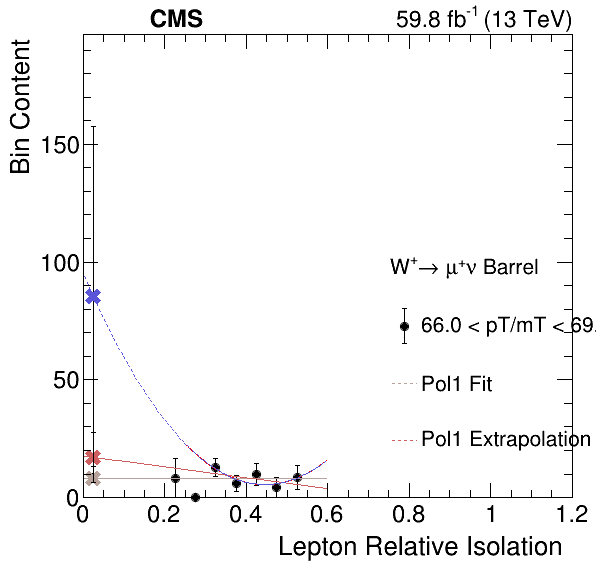 CMS 59.8 fb⁻¹ (13 TeV)
Bin Content
150
100
50
0
W⁺→ μ⁺ν Barrel
66.0 < pT/mT < 69.
Pol1 Fit
Pol1 Extrapolation
0 0.2 0.4 0.6 0.8 1 1.2
Lepton Relative Isolation